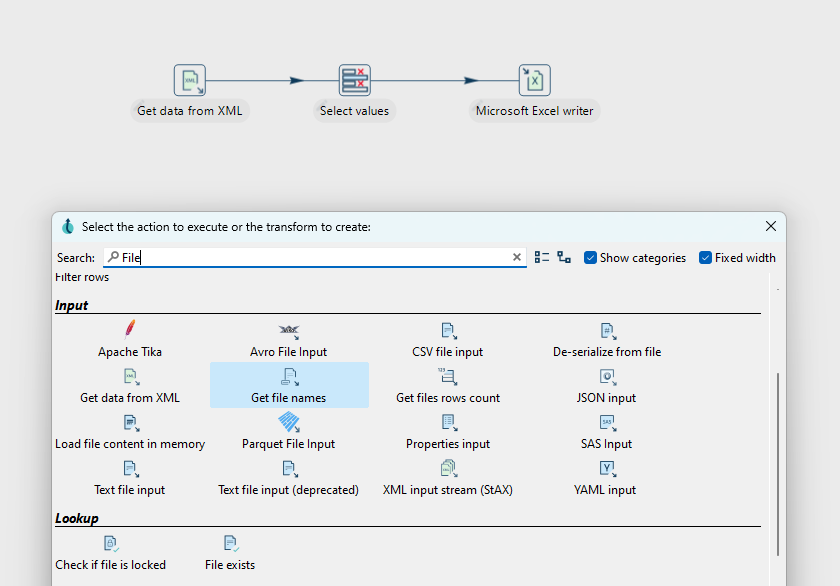 Get data from XML Select values Microsoft Excel writer
Select the action to execute or the transform to create:
Search: File Show categories Fixed width
Filter rows
Input
Apache Tika Avro File Input CSV file input De-serialize from file
Get data from XML Get file names Get files rows count JSON input
Load file content in memory Parquet File Input Properties input SAS Input
Text file input Text file input (deprecated) XML input stream (StAX) YAML input
Lookup
Check if file is locked File exists